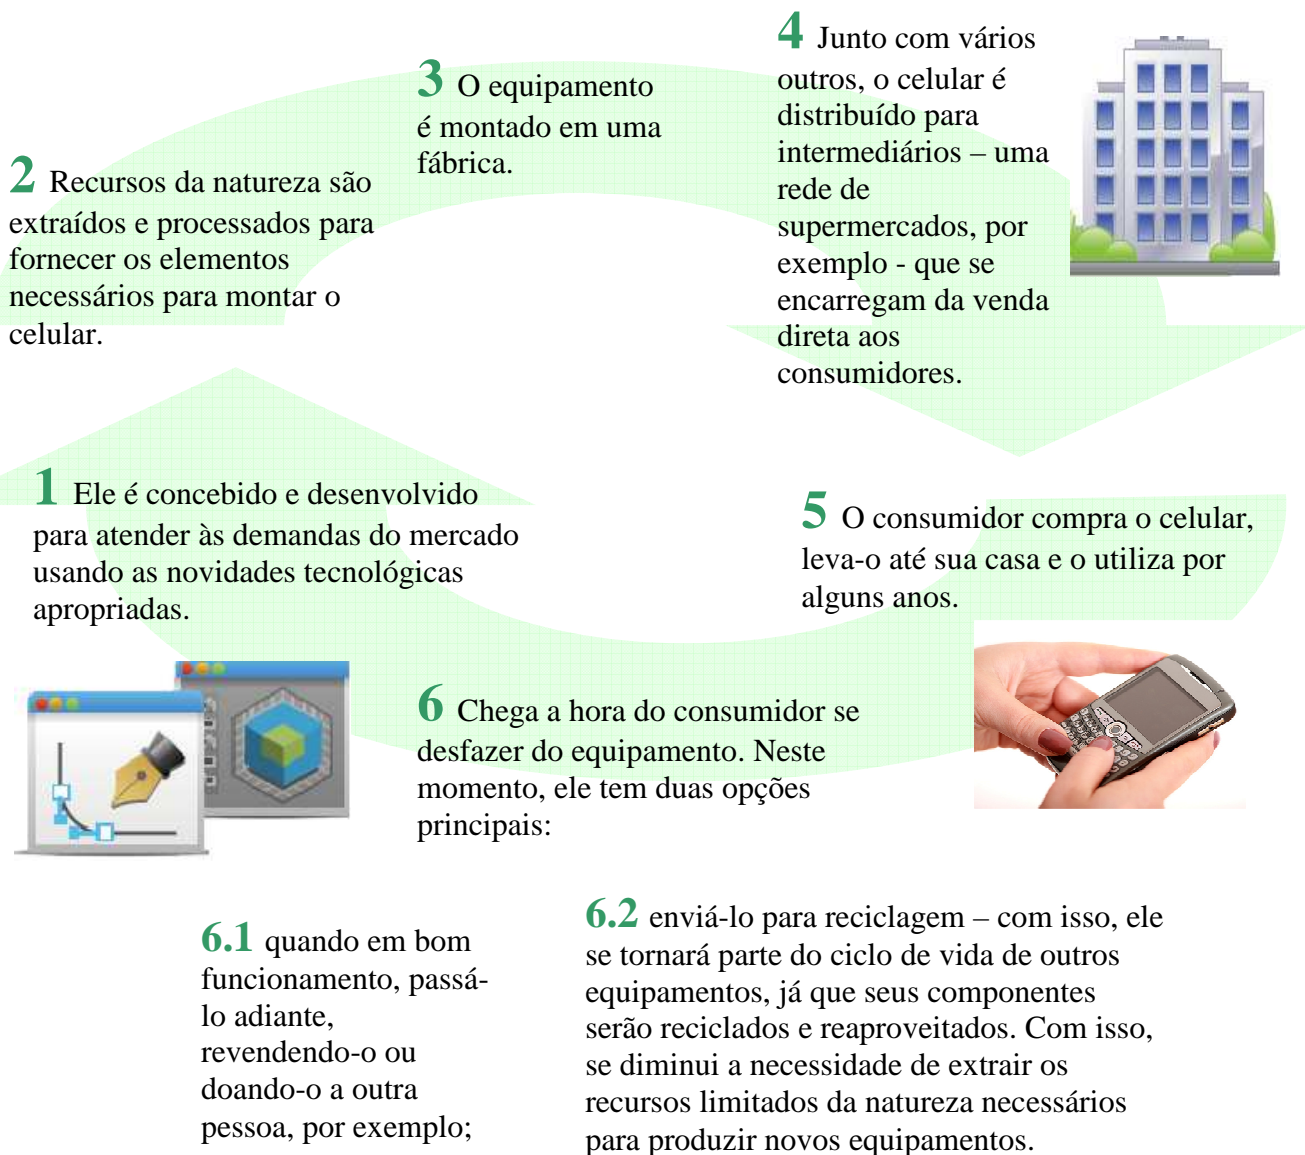 1 Ele é concebido e desenvolvido
para atender às demandas do mercado
usando as novidades tecnológicas
apropriadas.
2 Recursos da natureza são
extraídos e processados para
fornecer os elementos
necessários para montar o
celular.
3 O equipamento
é montado em uma
fábrica.
4 Junto com vários
outros, o celular é
distribuído para
intermediários – uma
rede de
supermercados, por
exemplo - que se
encarregam da venda
direta aos
consumidores.
5 O consumidor compra o celular,
leva-o até sua casa e o utiliza por
alguns anos.
6 Chega a hora do consumidor se
desfazer do equipamento. Neste
momento, ele tem duas opções
principais:
6.1 quando em bom
funcionamento, passá-
lo adiante,
revendendo-o ou
doando-o a outra
pessoa, por exemplo;
6.2 enviá-lo para reciclagem – com isso, ele
se tornará parte do ciclo de vida de outros
equipamentos, já que seus componentes
serão reciclados e reaproveitados. Com isso,
se diminui a necessidade de extrair os
recursos limitados da natureza necessários
para produzir novos equipamentos.